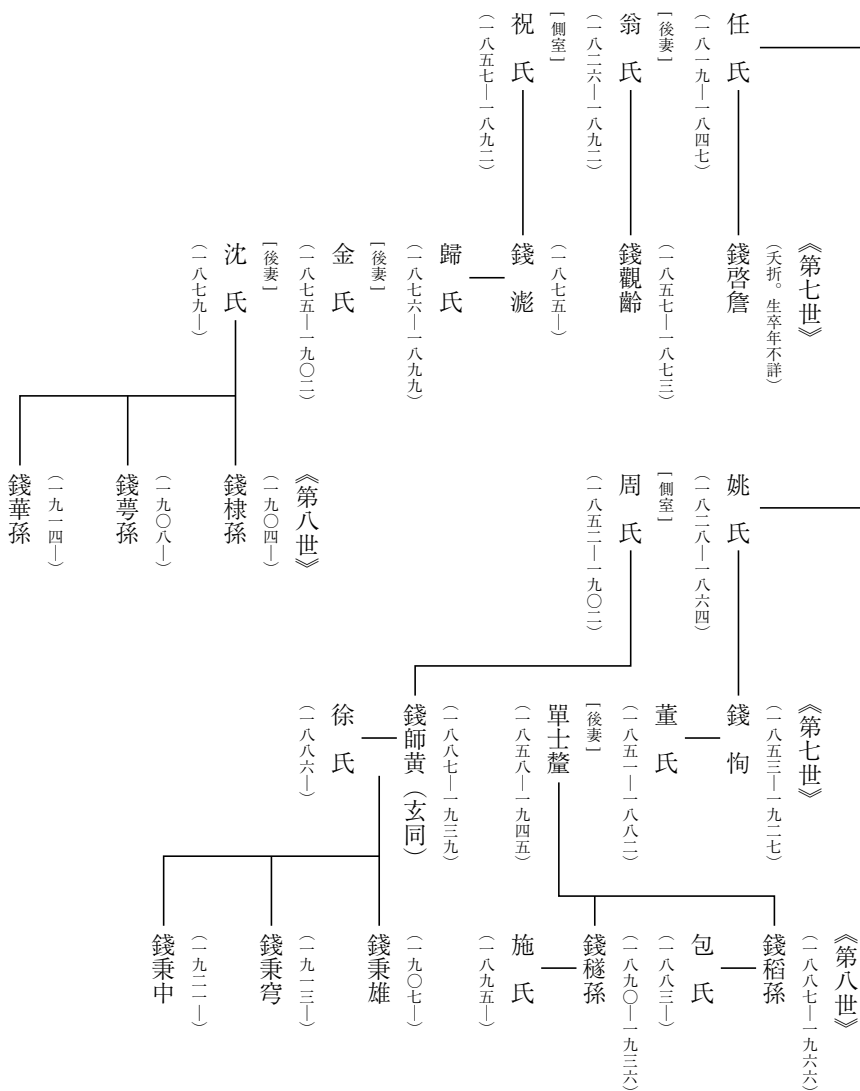 任　氏
（一八一九―一八四七）
［後妻］
翁　氏
（一八二六―一八九二）
［側室］
祝　氏
（一八五七―一八九二）
《第七世》
錢啓詹
（夭折。生卒年不詳）
錢觀齡
（一八五七―一八七三）
錢　滮
（一八七五―）
歸　氏
（一八七六―一八九九）
［後妻］
金　氏
（一八七五―一九〇二）
［後妻］
沈　氏
（一八七九―）
《第八世》
錢棣孫
（一九〇四―）
錢萼孫
（一九〇八―）
錢華孫
（一九一四―）
姚　氏
（一八二八―一八六四）
［側室］
周　氏
（一八五二―一九〇二）
《第七世》
錢　恂
（一八五三―一九二七）
董　氏
（一八五一―一八八二）
［後妻］
單士釐
（一八五八―一九四五）
錢師黄（玄同）
（一八八七―一九三九）
徐　氏
（一八八六―）
《第八世》
錢稻孫
（一八八七―一九六六）
包　氏
（一八八三―）
錢穟孫
（一八九〇―一九三六）
施　氏
（一八九五―）
錢秉雄
（一九〇七―）
錢秉穹
（一九一三―）
錢秉中
（一九二一―）